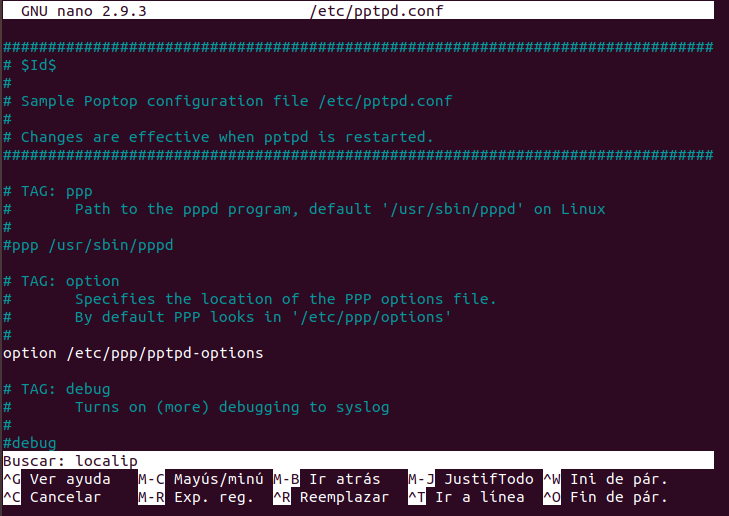 GNU nano 2.9.3 /etc/pptpd.conf
###############################################################################
# $Id$
#
# Sample Poptop configuration file /etc/pptpd.conf
#
# Changes are effective when pptpd is restarted.
###############################################################################
# TAG: ppp
# Path to the pppd program, default '/usr/sbin/pppd' on Linux
#
#ppp /usr/sbin/pppd
# TAG: option
# Specifies the location of the PPP options file.
# By default PPP looks in '/etc/ppp/options'
#
option /etc/ppp/pptpd-options
# TAG: debug
# Turns on (more) debugging to syslog
#
#debug
Buscar: localip
^G Ver ayuda M-C Mayús/minú M-B Ir atrás M-J JustifTodo ^W Ini de pár.
^C Cancelar M-R Exp. reg. ^R Reemplazar ^T Ir a línea ^O Fin de pár.